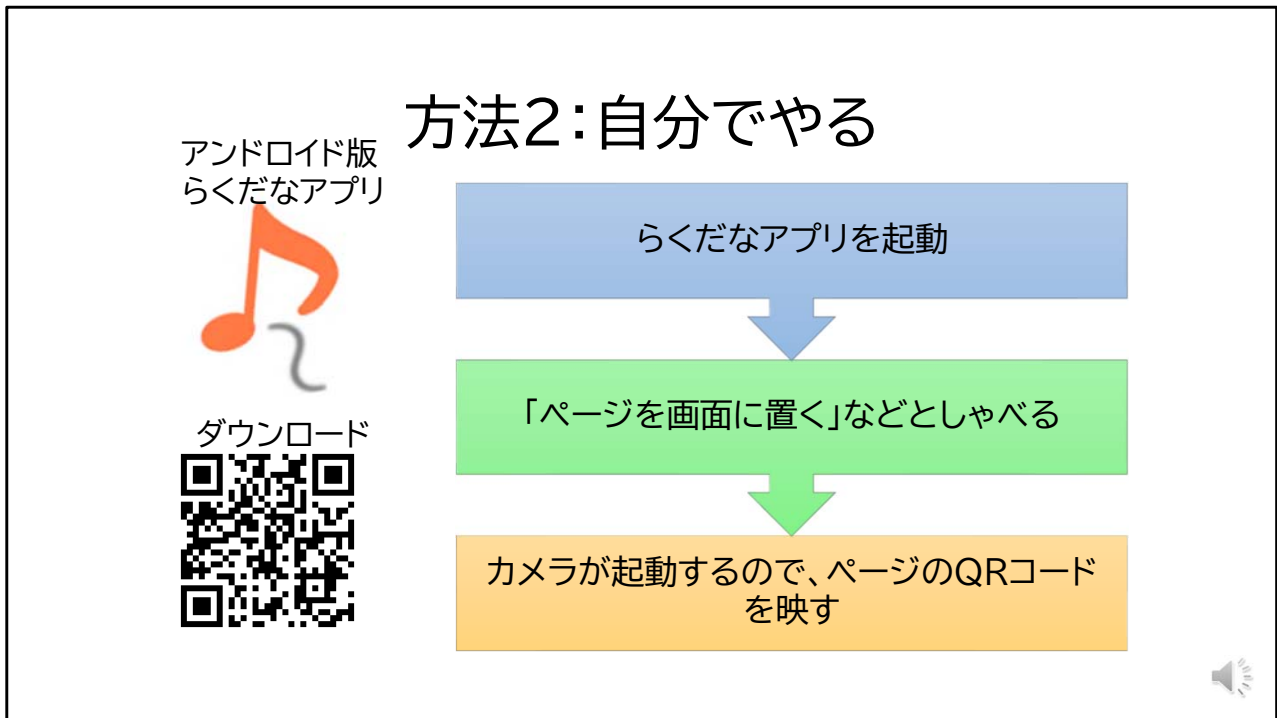 方法2：自分でやる
アンドロイド版
らくだなアプリ
ダウンロード
らくだなアプリを起動
「ページを画面に置く」などとしゃべる
カメラが起動するので、ページのQRコード
を映す